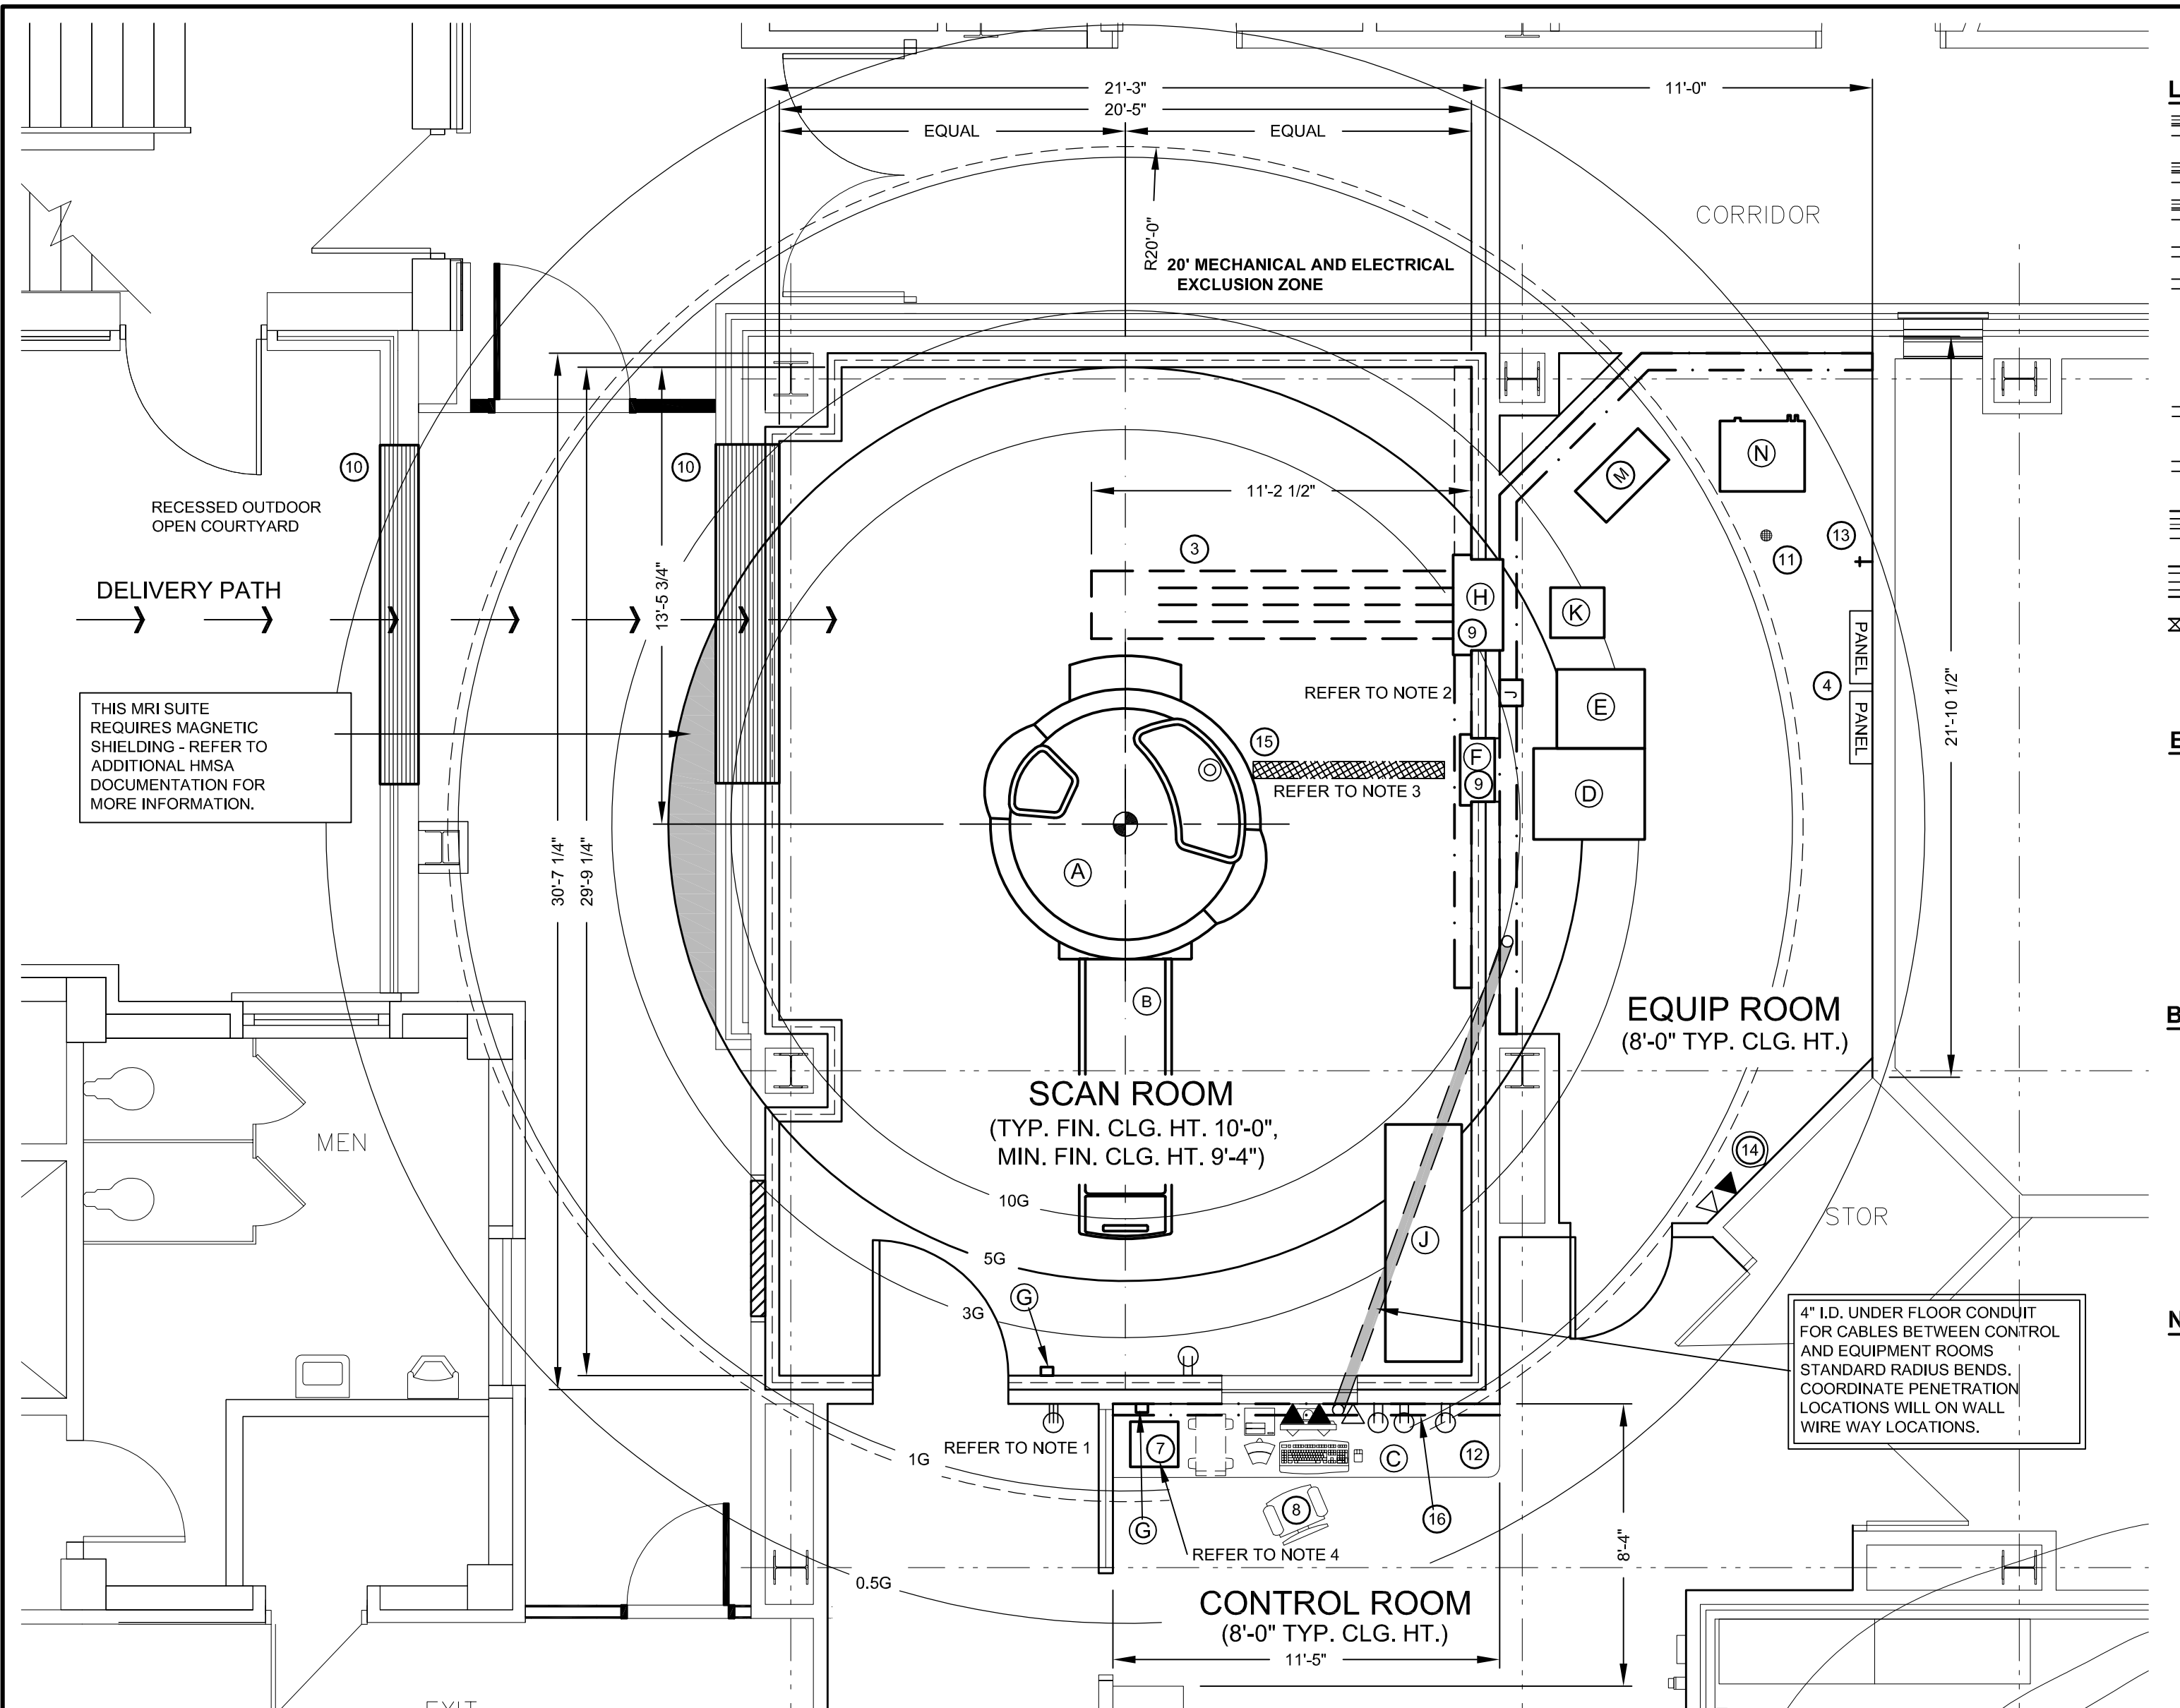 21'-3"
20'-5"
EQUAL
EQUAL
11'-0"
L
CORRIDOR
R20'-0"
20' MECHANICAL AND ELECTRICAL
EXCLUSION ZONE
10
10
RECESSED OUTDOOR
OPEN COURTYARD
DELIVERY PATH
13'-5 3/4"
11'-2 1/2"
3
H
9
M
N
13
11
K
PANEL
4
PANEL
21'-10 1/2"
THIS MRI SUITE
REQUIRES MAGNETIC
SHIELDING - REFER TO
ADDITIONAL HMSA
DOCUMENTATION FOR
MORE INFORMATION.
REFER TO NOTE 2
J
E
15
F
9
REFER TO NOTE 3
D
30'-7 1/4"
29'-9 1/4"
A
B
EQUIP ROOM
(8'-0" TYP. CLG. HT.)
SCAN ROOM
(TYP. FIN. CLG. HT. 10'-0",
MIN. FIN. CLG. HT. 9'-4")
MEN
10G
5G
3G
G
J
14
STOR
4" I.D. UNDER FLOOR CONDUIT
FOR CABLES BETWEEN CONTROL
AND EQUIPMENT ROOMS
STANDARD RADIUS BENDS.
COORDINATE PENETRATION
LOCATIONS WILL ON WALL
WIRE WAY LOCATIONS.
REFER TO NOTE 1
1G
7
C
12
8
16
G
REFER TO NOTE 4
8'-4"
0.5G
CONTROL ROOM
(8'-0" TYP. CLG. HT.)
11'-5"
EXIT